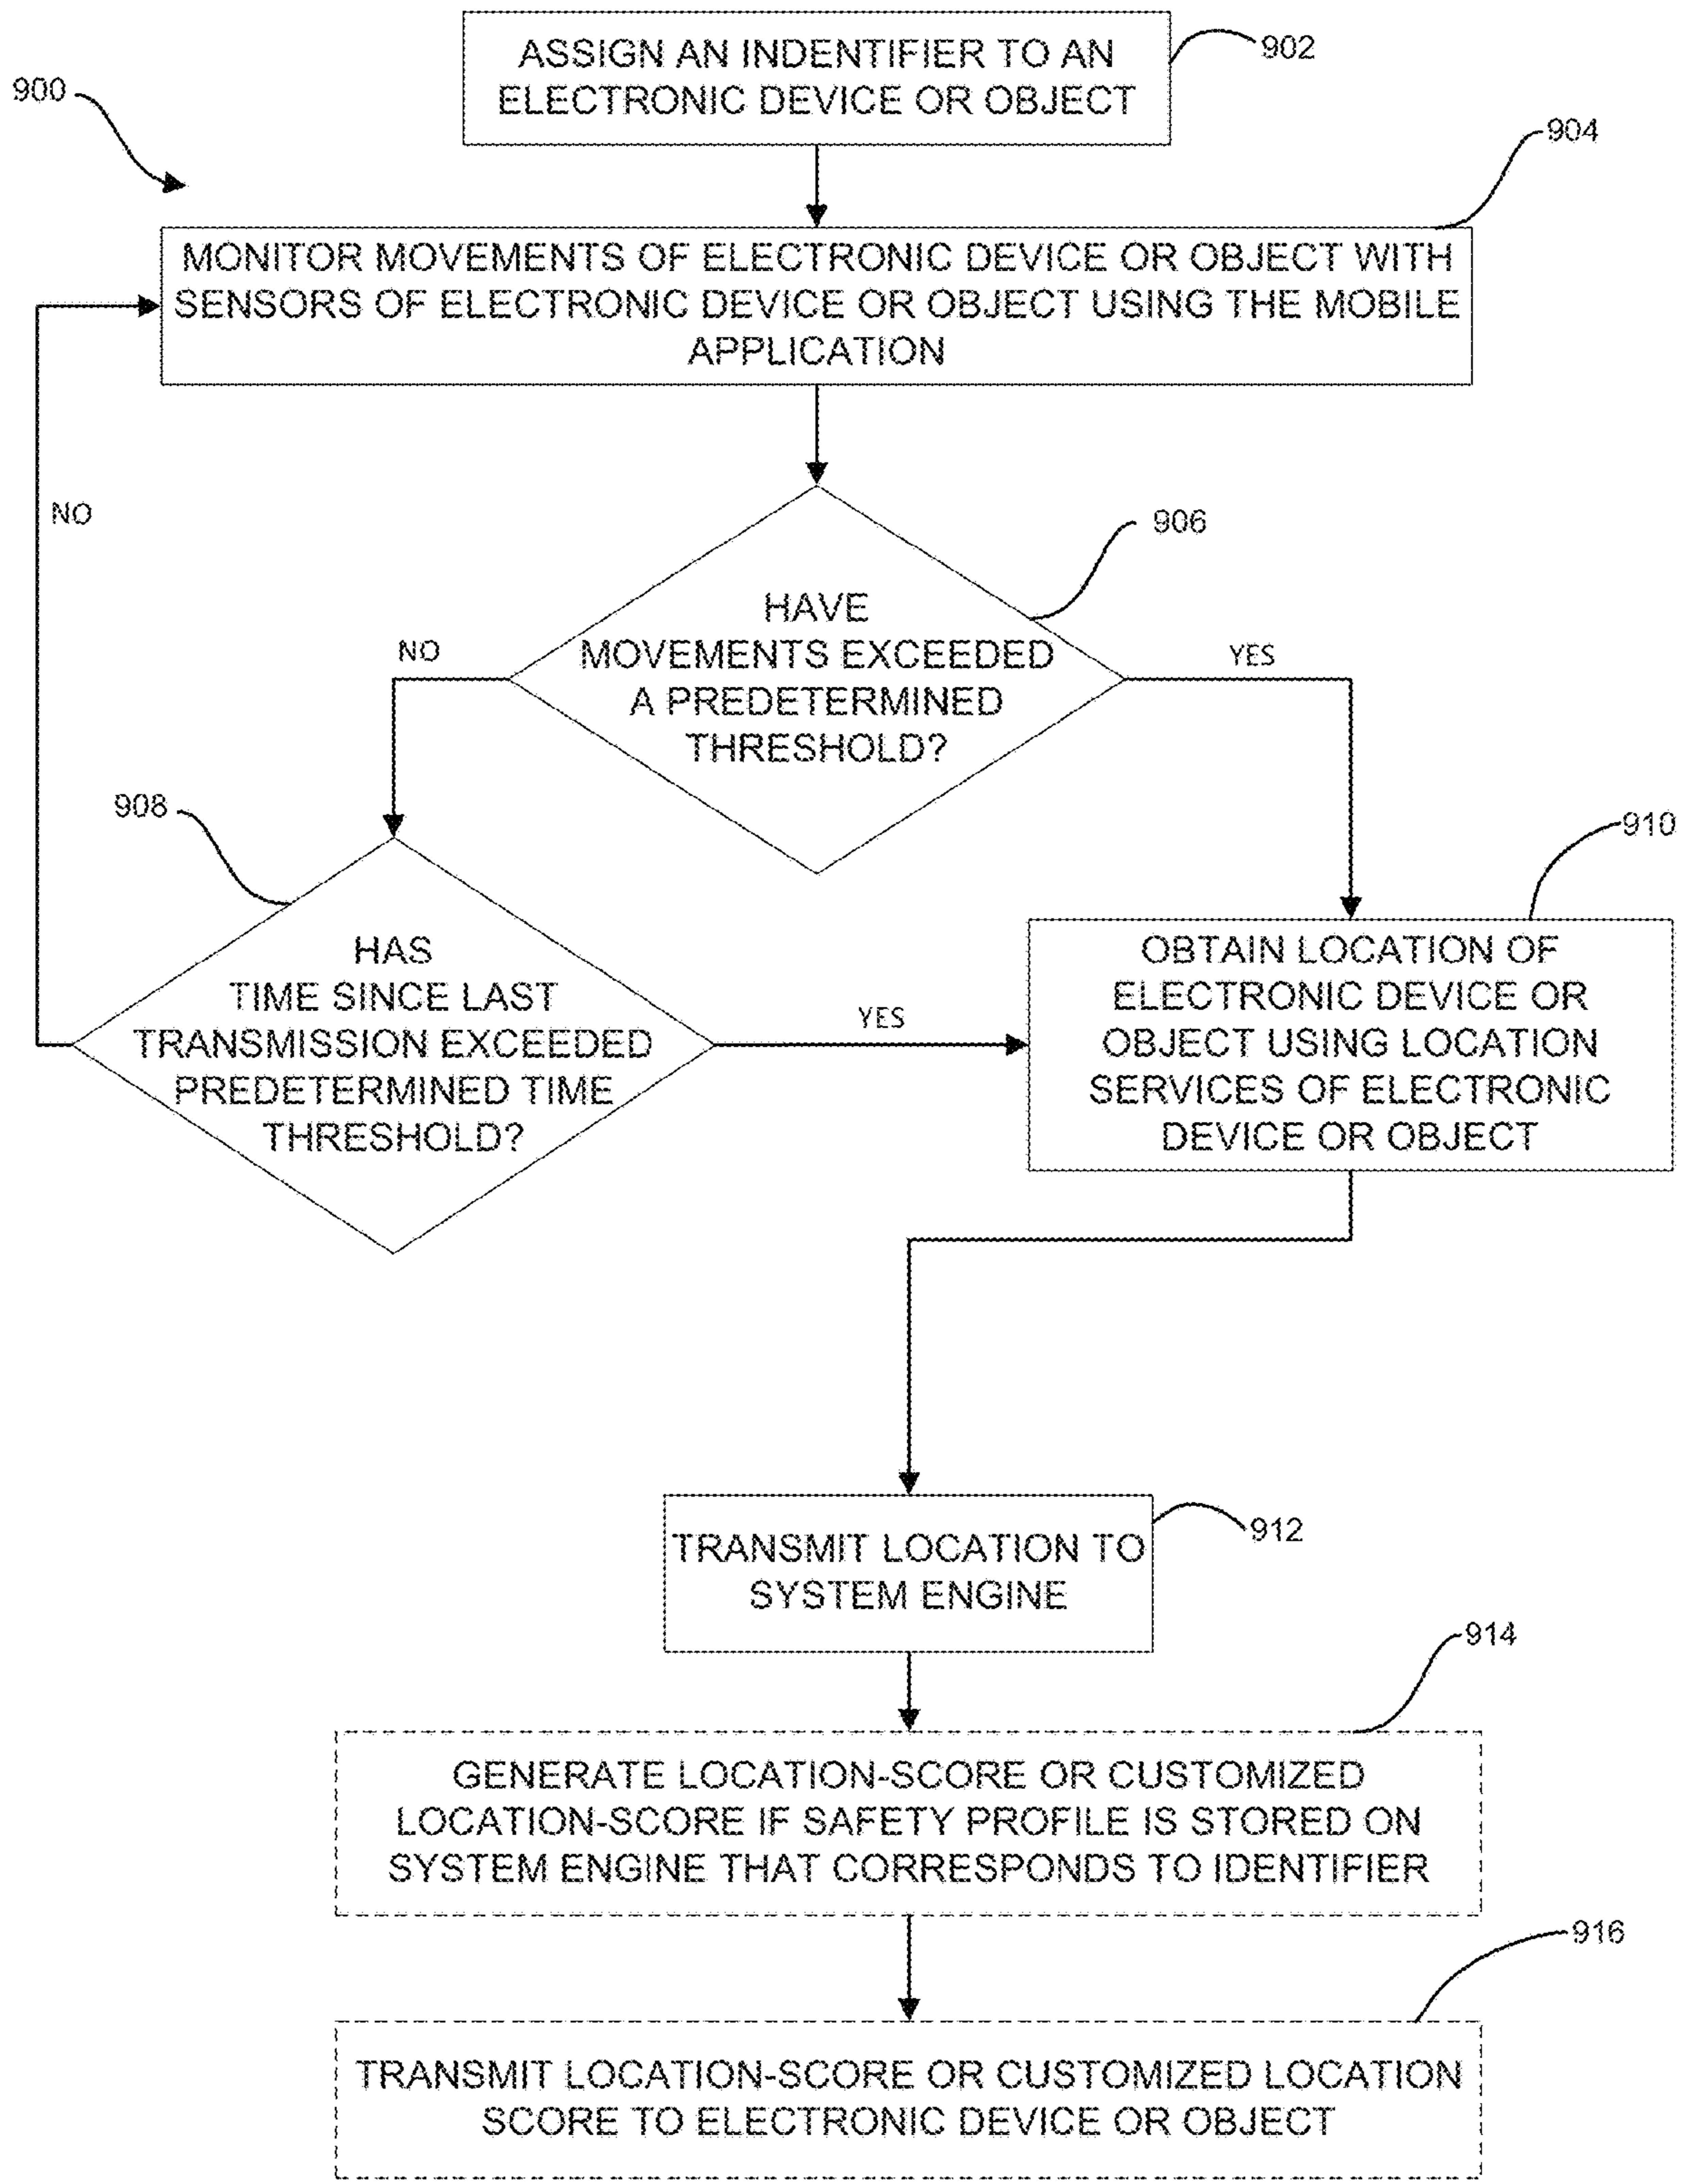 ASSIGN AN INDENTIFIER TO AN
ELECTRONIC DEVICE OR OBJECT
902
900
904
MONITOR MOVEMENTS OF ELECTRONIC DEVICE OR OBJECT WITH
SENSORS OF ELECTRONIC DEVICE OR OBJECT USING THE MOBILE
APPLICATION
NO
906
HAVE
MOVEMENTS EXCEEDED
A PREDETERMINED
THRESHOLD?
NO
YES
908
HAS
TIME SINCE LAST
TRANSMISSION EXCEEDED
PREDETERMINED TIME
THRESHOLD?
YES
910
OBTAIN LOCATION OF
ELECTRONIC DEVICE OR
OBJECT USING LOCATION
SERVICES OF ELECTRONIC
DEVICE OR OBJECT
TRANSMIT LOCATION TO
SYSTEM ENGINE
912
914
GENERATE LOCATION-SCORE OR CUSTOMIZED
LOCATION-SCORE IF SAFETY PROFILE IS STORED ON
SYSTEM ENGINE THAT CORRESPONDS TO IDENTIFIER
916
TRANSMIT LOCATION-SCORE OR CUSTOMIZED LOCATION
SCORE TO ELECTRONIC DEVICE OR OBJECT